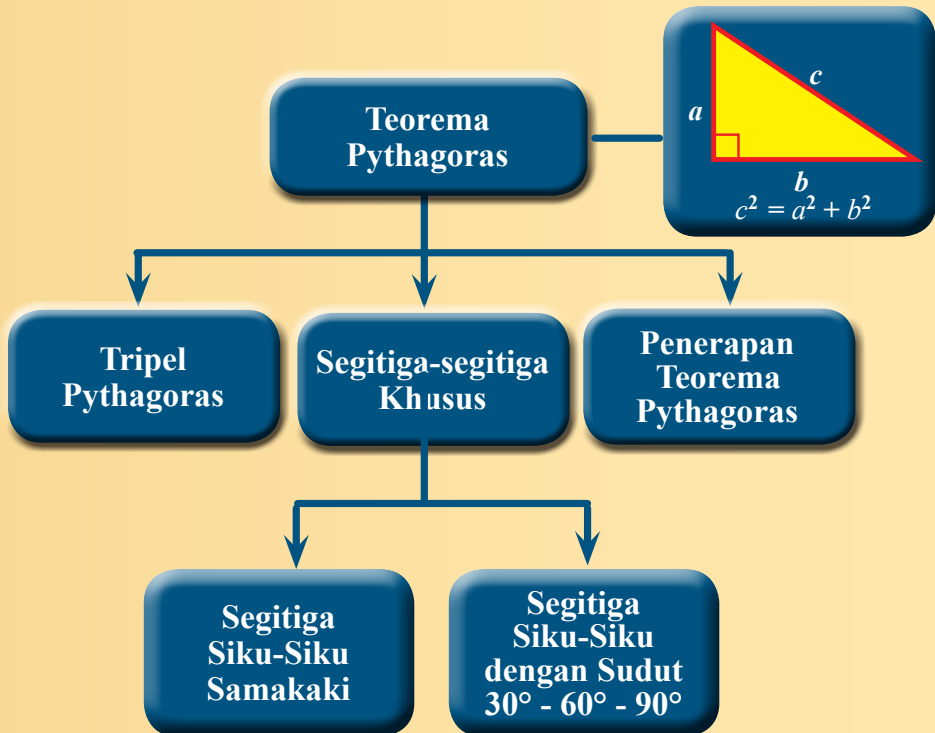 Teorema
Pythagoras
a
c
b
c² = a² + b²
Tripel
Pythagoras
Segitiga-segitiga
Khusus
Penerapan
Teorema
Pythagoras
Segitiga
Siku-Siku
Samakaki
Segitiga
Siku-Siku
dengan Sudut
30° - 60° - 90°